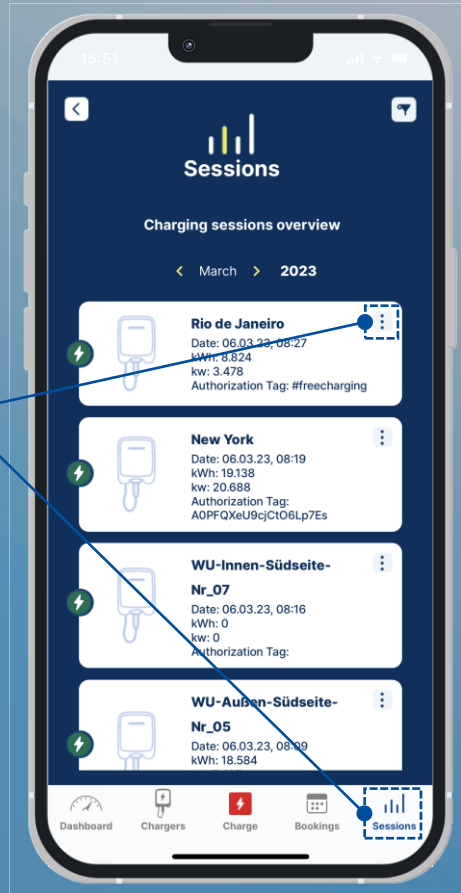 15:51
Sessions
Charging sessions overview
< March > 2023
Rio de Janeiro
Date: 06.03.23, 08:27
kWh: 8.824
kw: 3.478
Authorization Tag: #freecharging
New York
Date: 06.03.23, 08:19
kWh: 19.138
kw: 20.688
Authorization Tag:
A0PFQXeU9cjCtO6Lp7Es
WU-Innen-Südseite-
Nr_07
Date: 06.03.23, 08:16
kWh: 0
kw: 0
Authorization Tag:
WU-Außen-Südseite-
Nr_05
Date: 06.03.23, 08:09
kWh: 18.584
Dashboard Chargers Charge Bookings Sessions